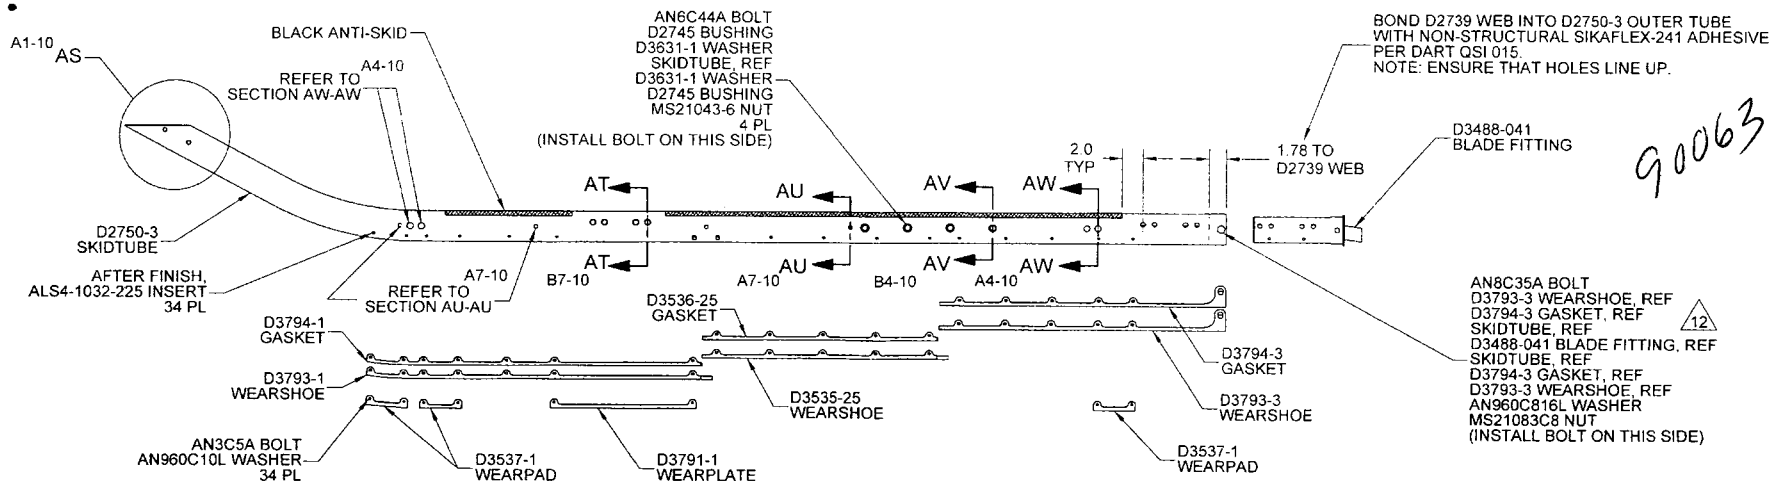 A1-10
AS
BLACK ANTI-SKID
REFER TO A4-10
SECTION AW-AW
AN6C44A BOLT
D2745 BUSHING
D3631-1 WASHER
SKIDTUBE, REF
D3631-1 WASHER
D2745 BUSHING
MS21043-6 NUT
4 PL
(INSTALL BOLT ON THIS SIDE)
BOND D2739 WEB INTO D2750-3 OUTER TUBE
WITH NON-STRUCTURAL SIKAFLEX-241 ADHESIVE
PER DART QSI 015.
NOTE: ENSURE THAT HOLES LINE UP.
90063
D3488-041
BLADE FITTING
2.0
TYP
1.78 TO
D2739 WEB
AT
AU
AV
AW
D2750-3
SKIDTUBE
AFTER FINISH,
ALS4-1032-225 INSERT
34 PL
REFER TO
SECTION AU-AU
A7-10
AT
B7-10
AU
A7-10
AV
B4-10
AW
A4-10
AN8C35A BOLT
D3793-3 WEARSHOE, REF
D3794-3 GASKET, REF
SKIDTUBE, REF
D3488-041 BLADE FITTING, REF
SKIDTUBE, REF
D3794-3 GASKET, REF
D3793-3 WEARSHOE, REF
AN960C816L WASHER
MS21083C8 NUT
(INSTALL BOLT ON THIS SIDE)
12
D3794-1
GASKET
D3793-1
WEARSHOE
D3536-25
GASKET
D3535-25
WEARSHOE
D3794-3
GASKET
D3793-3
WEARSHOE
AN3C5A BOLT
AN960C10L WASHER
34 PL
D3537-1
WEARPAD
D3791-1
WEARPLATE
D3537-1
WEARPAD